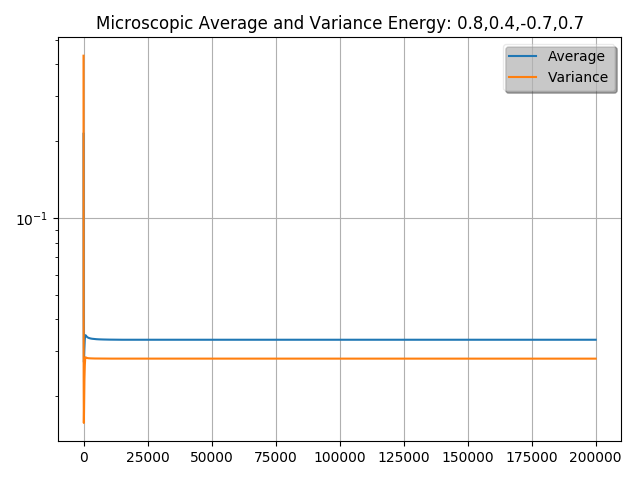 Microscopic Average and Variance Energy: 0.8,0.4,-0.7,0.7
Average
Variance
10⁻¹
0 25000 50000 75000 100000 125000 150000 175000 200000